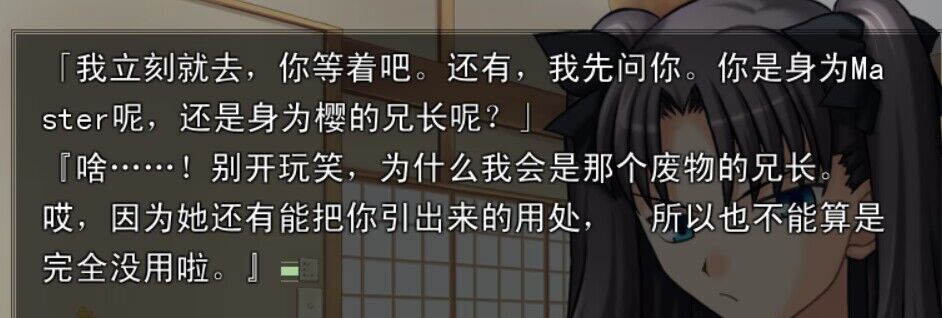 「我立刻就去，你等着吧。还有，我先问你。你是身为Ma
ster呢，还是身为樱的兄长呢？」
『啥……！别开玩笑，为什么我会是那个废物的兄长。
哎，因为她还有能把你引出来的用处，　所以也不能算是
完全没用啦。』